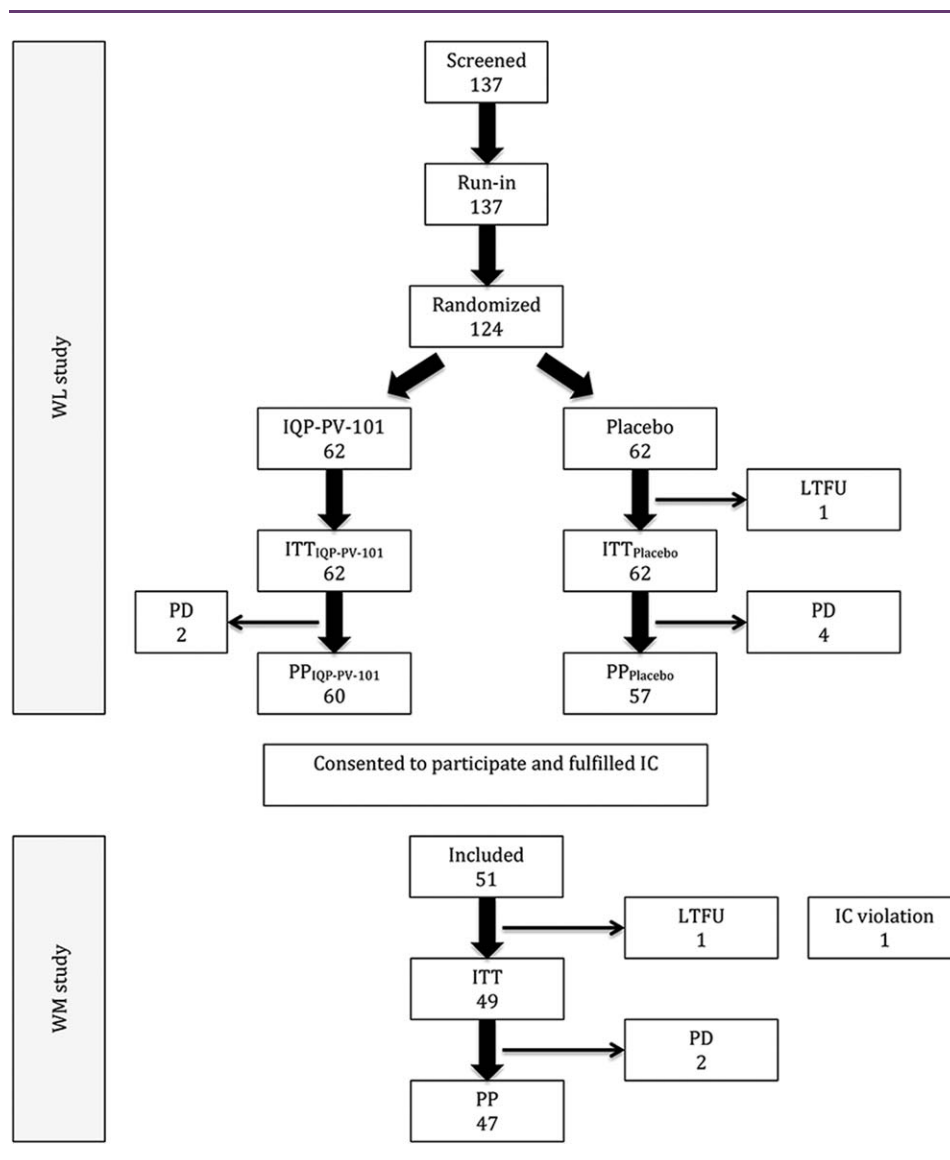 WL study
Screened
137
Run-in
137
Randomized
124
IQP-PV-101
62
Placebo
62
LTFU
1
ITTIQP-PV-101
62
ITTPlacebo
62
PD
2
PD
4
PPIQP-PV-101
60
PPPlacebo
57
Consented to participate and fulfilled IC
WM study
Included
51
LTFU
1
IC violation
1
ITT
49
PD
2
PP
47